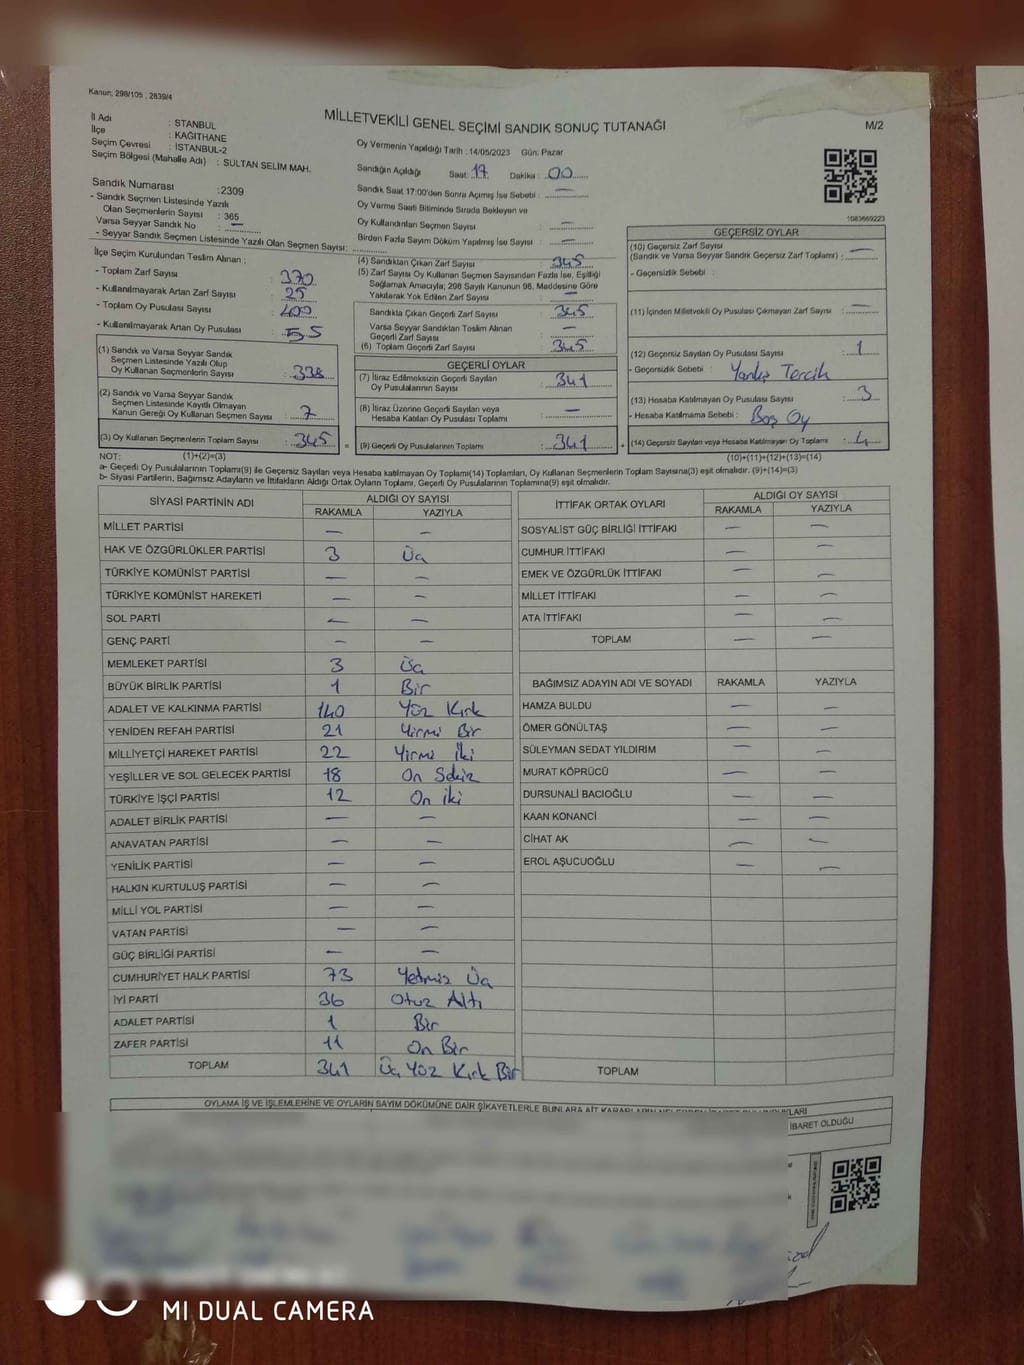 Kanun: 298/105 , 2839/4
MİLLETVEKİLİ GENEL SEÇİMİ SANDIK SONUÇ TUTANAĞI
M/2
İl Adı : STANBUL
İlçe : KAĞITHANE
Seçim Çevresi : İSTANBUL-2
Seçim Bölgesi (Mahalle Adı) : SULTAN SELİM MAH.
Sandık Numarası : 2309
- Sandık Seçmen Listesinde Yazılı
Olan Seçmenlerin Sayısı : 365
Varsa Seyyar Sandık No : —
- Seyyar Sandık Seçmen Listesinde Yazılı Olan Seçmen Sayısı :
İlçe Seçim Kurulundan Teslim Alınan ;
- Toplam Zarf Sayısı : 370
- Kullanılmayarak Artan Zarf Sayısı : 25
- Toplam Oy Pusulası Sayısı : 400
- Kullanılmayarak Artan Oy Pusulası : 55
(1) Sandık ve Varsa Seyyar Sandık
Seçmen Listesinde Yazılı Olup
Oy Kullanan Seçmenlerin Sayısı : 338
(2) Sandık ve Varsa Seyyar Sandık
Seçmen Listesinde Kayıtlı Olmayan
Kanun Gereği Oy Kullanan Seçmen Sayısı : 7
(3) Oy Kullanan Seçmenlerin Toplam Sayısı : 345 =
Oy Vermenin Yapıldığı Tarih : 14/05/2023 Gün: Pazar
Sandığın Açıldığı Saat: 17 Dakika : 00
Sandık Saat 17:00'den Sonra Açımış İse Sebebi : —
Oy Verme Saati Bitiminde Sırada Bekleyen ve
Oy Kullandırılan Seçmen Sayısı : —
Birden Fazla Sayım Döküm Yapılmış İse Sayısı : —
(4) Sandıktan Çıkan Zarf Sayısı : 345
(5) Zarf Sayısı Oy Kullanan Seçmen Sayısından Fazla İse, Eşitliği
Sağlamak Amacıyla; 298 Sayılı Kanunun 98. Maddesine Göre
Yakılarak Yok Edilen Zarf Sayısı : —
Sandıkla Çıkan Geçerli Zarf Sayısı : 345
Varsa Seyyar Sandıktan Teslim Alınan
Geçerli Zarf Sayısı : —
(6) Toplam Geçerli Zarf Sayısı : 345
GEÇERLİ OYLAR
(7) İtiraz Edilmeksizin Geçerli Sayılan
Oy Pusulalarının Sayısı : 341
(8) İtiraz Üzerine Geçerli Sayılan veya
Hesaba Katılan Oy Pusulası Toplamı : —
(9) Geçerli Oy Pusulalarının Toplamı : 341 +
1083669223
GEÇERSİZ OYLAR
(10) Geçersiz Zarf Sayısı
(Sandık ve Varsa Seyyar Sandık Geçersiz Zarf Toplamı) : —
- Geçersizlik Sebebi :
(11) İçinden Milletvekili Oy Pusulası Çıkmayan Zarf Sayısı : —
(12) Geçersiz Sayılan Oy Pusulası Sayısı : 1
- Geçersizlik Sebebi : Yanlış Tercih
(13) Hesaba Katılmayan Oy Pusulası Sayısı : 3
- Hesaba Katılmama Sebebi : Boş Oy
(14) Geçersiz Sayılan veya Hesaba Katılmayan Oy Toplamı : 4
NOT: (1)+(2)=(3) (10)+(11)+(12)+(13)=(14)
a- Geçerli Oy Pusulalarının Toplamı(9) ile Geçersiz Sayılan veya Hesaba katılmayan Oy Toplamı(14) Toplamları, Oy Kullanan Seçmenlerin Toplam Sayısına(3) eşit olmalıdır. (9)+(14)=(3)
b- Siyasi Partilerin, Bağımsız Adayların ve İttifakların Aldığı Ortak Oyların Toplamı, Geçerli Oy Pusulalarının Toplamına(9) eşit olmalıdır.
SİYASİ PARTİNİN ADI ALDIĞI OY SAYISI
RAKAMLA YAZIYLA
MİLLET PARTİSİ — —
HAK VE ÖZGÜRLÜKLER PARTİSİ 3 Üç
TÜRKİYE KOMÜNİST PARTİSİ — —
TÜRKİYE KOMÜNİST HAREKETİ — —
SOL PARTİ — —
GENÇ PARTİ — —
MEMLEKET PARTİSİ 3 Üç
BÜYÜK BİRLİK PARTİSİ 1 Bir
ADALET VE KALKINMA PARTİSİ 140 Yüz Kırk
YENİDEN REFAH PARTİSİ 21 Yirmi Bir
MİLLİYETÇİ HAREKET PARTİSİ 22 Yirmi İki
YEŞİLLER VE SOL GELECEK PARTİSİ 18 On Sekiz
TÜRKİYE İŞÇİ PARTİSİ 12 On iki
ADALET BİRLİK PARTİSİ — —
ANAVATAN PARTİSİ — —
YENİLİK PARTİSİ — —
HALKIN KURTULUŞ PARTİSİ — —
MİLLİ YOL PARTİSİ — —
VATAN PARTİSİ — —
GÜÇ BİRLİĞİ PARTİSİ — —
CUMHURİYET HALK PARTİSİ 73 Yetmiş Üç
İYİ PARTİ 36 Otuz Altı
ADALET PARTİSİ 1 Bir
ZAFER PARTİSİ 11 On Bir
TOPLAM 341 Üç Yüz Kırk Bir
İTTİFAK ORTAK OYLARI ALDIĞI OY SAYISI
RAKAMLA YAZIYLA
SOSYALİST GÜÇ BİRLİĞİ İTTİFAKI — —
CUMHUR İTTİFAKI — —
EMEK VE ÖZGÜRLÜK İTTİFAKI — —
MİLLET İTTİFAKI — —
ATA İTTİFAKI — —
TOPLAM — —
BAĞIMSIZ ADAYIN ADI VE SOYADI RAKAMLA YAZIYLA
HAMZA BULDU — —
ÖMER GÖNÜLTAŞ — —
SÜLEYMAN SEDAT YILDIRIM — —
MURAT KÖPRÜCÜ — —
DURSUNALİ BACIOĞLU — —
KAAN KONANCİ — —
CİHAT AK — —
EROL AŞUCUOĞLU — —
TOPLAM
OYLAMA İŞ VE İŞLEMLERİNE VE OYLARIN SAYIM DÖKÜMÜNE DAİR ŞİKAYETLERLE BUNLARA AİT
İBARET OLDUĞU
MI DUAL CAMERA